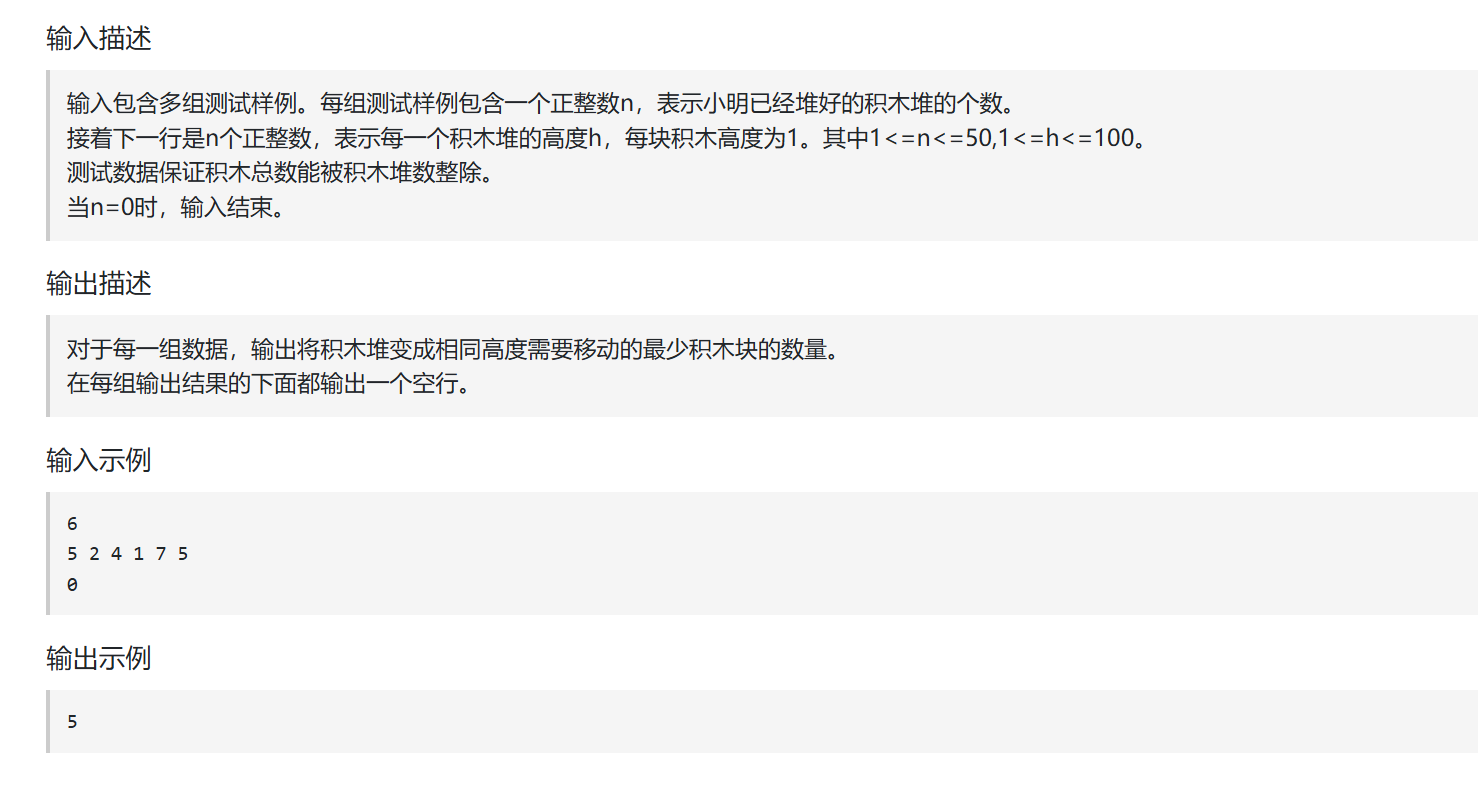 输入描述
输入包含多组测试样例。每组测试样例包含一个正整数n，表示小明已经堆好的积木堆的个数。
接着下一行是n个正整数，表示每一个积木堆的高度h，每块积木高度为1。其中1<=n<=50,1<=h<=100。
测试数据保证积木总数能被积木堆数整除。
当n=0时，输入结束。
输出描述
对于每一组数据，输出将积木堆变成相同高度需要移动的最少积木块的数量。
在每组输出结果的下面都输出一个空行。
输入示例
6
5 2 4 1 7 5
0
输出示例
5